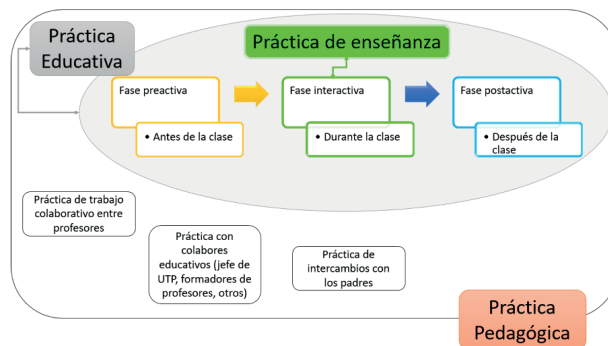 Práctica
Educativa
Práctica de enseñanza
Fase preactiva
Fase interactiva
Fase postactiva
• Antes de la clase
• Durante la clase
• Después de la
clase
Práctica de trabajo
colaborativo entre
profesores
Práctica con
colabores
educativos (jefe de
UTP, formadores de
profesores, otros)
Práctica de
intercambios con
los padres
Práctica
Pedagógica